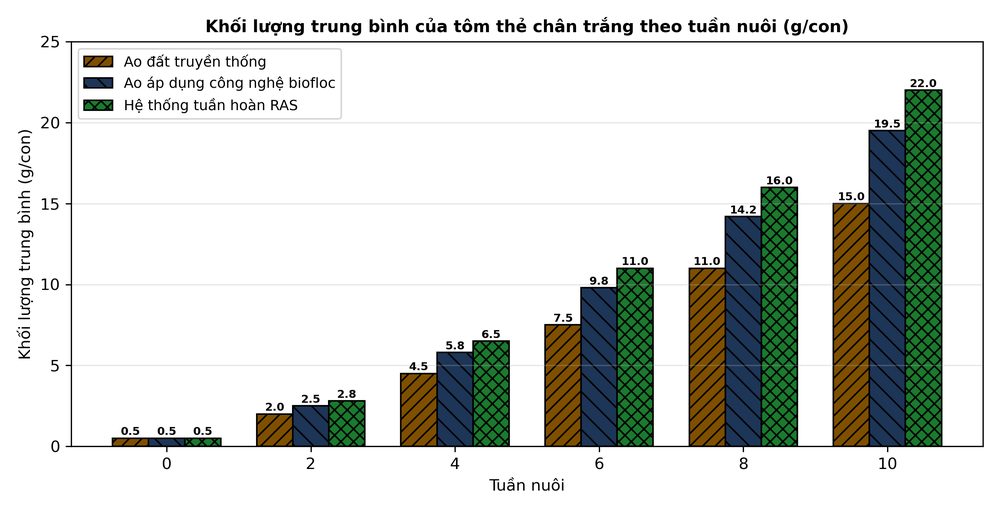 Khối lượng trung bình của tôm thẻ chân trắng theo tuần nuôi (g/con)
Khối lượng trung bình (g/con)
25
20
15
10
5
0
Ao đất truyền thống
Ao áp dụng công nghệ biofloc
Hệ thống tuần hoàn RAS
0.5 0.5 0.5
2.0 2.5 2.8
4.5 5.8 6.5
7.5 9.8 11.0
11.0 14.2 16.0
15.0 19.5 22.0
0 2 4 6 8 10
Tuần nuôi